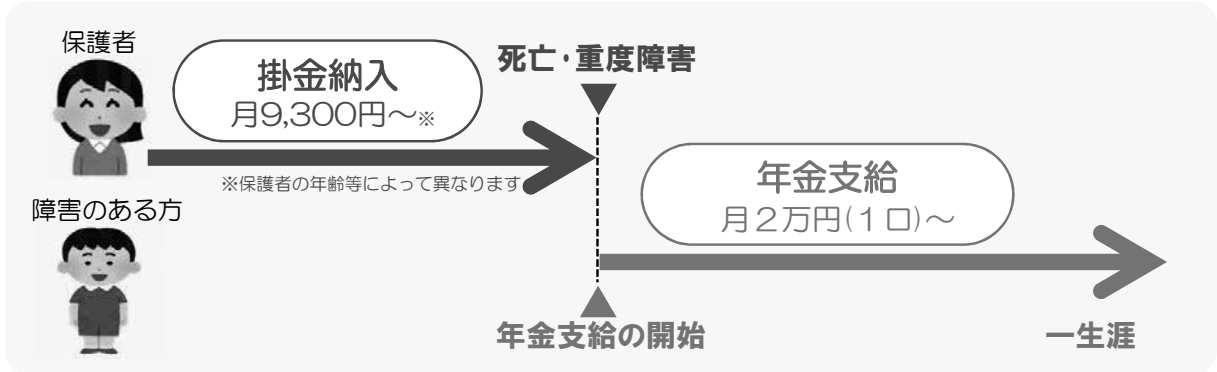 保護者
掛金納入
月9,300円～※
死亡・重度障害
※保護者の年齢等によって異なります
年金支給
月２万円(１口)～
障害のある方
年金支給の開始
一生涯